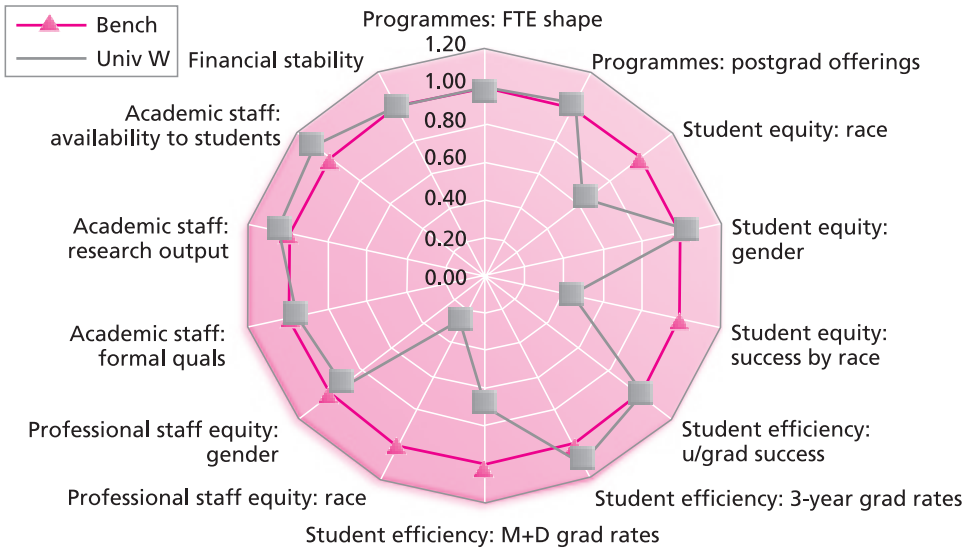 Bench
Univ W
Programmes: FTE shape
Programmes: postgrad offerings
Student equity: race
Student equity:
gender
Student equity:
success by race
Student efficiency:
u/grad success
Student efficiency: 3-year grad rates
Student efficiency: M+D grad rates
Professional staff equity: race
Professional staff equity:
gender
Academic staff:
formal quals
Academic staff:
research output
Academic staff:
availability to students
Financial stability
1.20
1.00
0.80
0.60
0.40
0.20
0.00